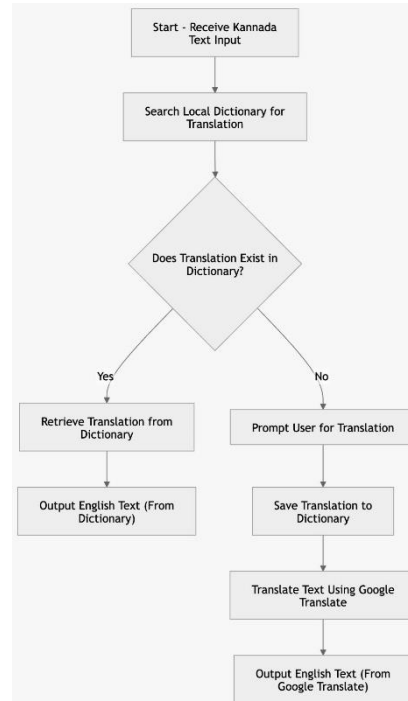 Start - Receive Kannada
Text Input
Search Local Dictionary for
Translation
Does Translation Exist in
Dictionary?
Yes
No
Retrieve Translation from
Dictionary
Prompt User for Translation
Output English Text (From
Dictionary)
Save Translation to
Dictionary
Translate Text Using Google
Translate
Output English Text (From
Google Translate)